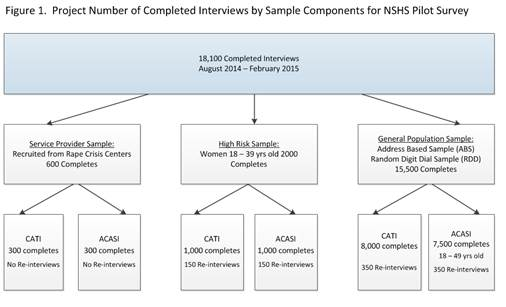 Figure 1.  Project Number of Completed Interviews by Sample Components for NSHS Pilot Survey
18,100 Completed Interviews
August 2014 – February 2015
Service Provider Sample:
Recruited from Rape Crisis Centers
600 Completes
High Risk Sample:
Women 18 – 39 yrs old 2000
Completes
General Population Sample:
Address Based Sample (ABS)
Random Digit Dial Sample (RDD)
15,500 Completes
CATI
300 completes
No Re-interviews
ACASI
300 completes
No Re-interviews
CATI
1,000 completes
150 Re-interviews
ACASI
1,000 completes
150 Re-interviews
CATI
8,000 completes
350 Re-interviews
ACASI
7,500 completes
18 – 49 yrs old
350 Re-interviews